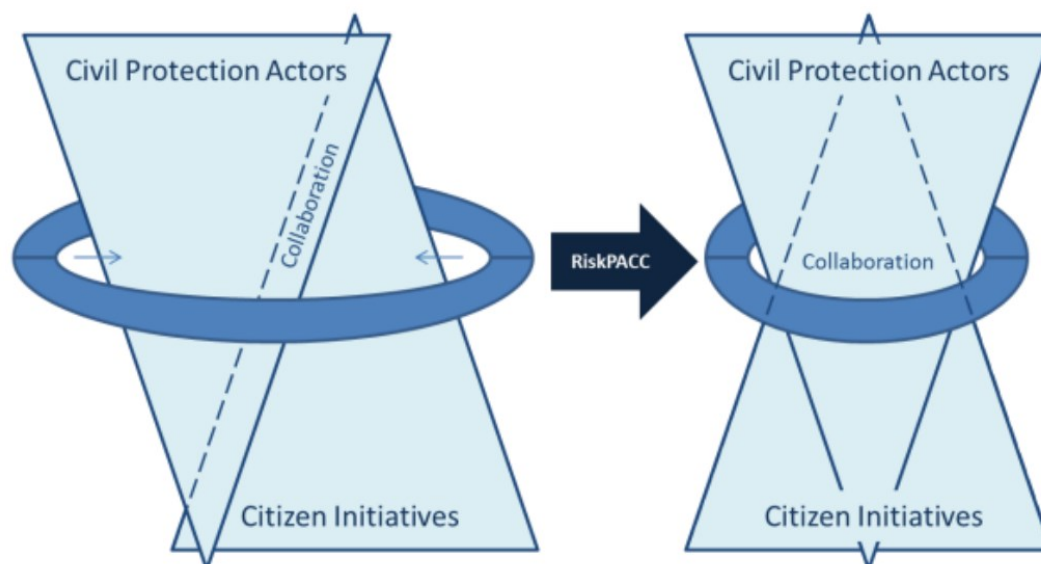 Civil Protection Actors
Collaboration
Citizen Initiatives
RiskPACC
Civil Protection Actors
Collaboration
Citizen Initiatives